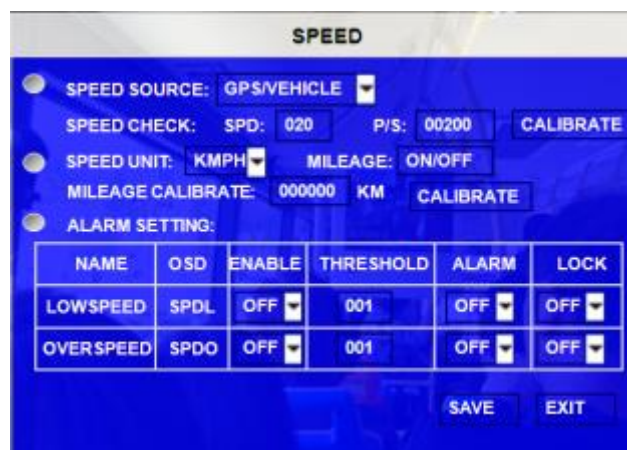 SPEED
SPEED SOURCE: GPS/VEHICLE
SPEED CHECK: SPD: 020 P/S: 00200 CALIBRATE
SPEED UNIT: KMPH MILEAGE: ON/OFF
MILEAGE CALIBRATE: 000000 KM CALIBRATE
ALARM SETTING:
NAME OSD ENABLE THRESHOLD ALARM LOCK
LOWSPEED SPDL OFF 001 OFF OFF
OVERSPEED SPDO OFF 001 OFF OFF
SAVE EXIT